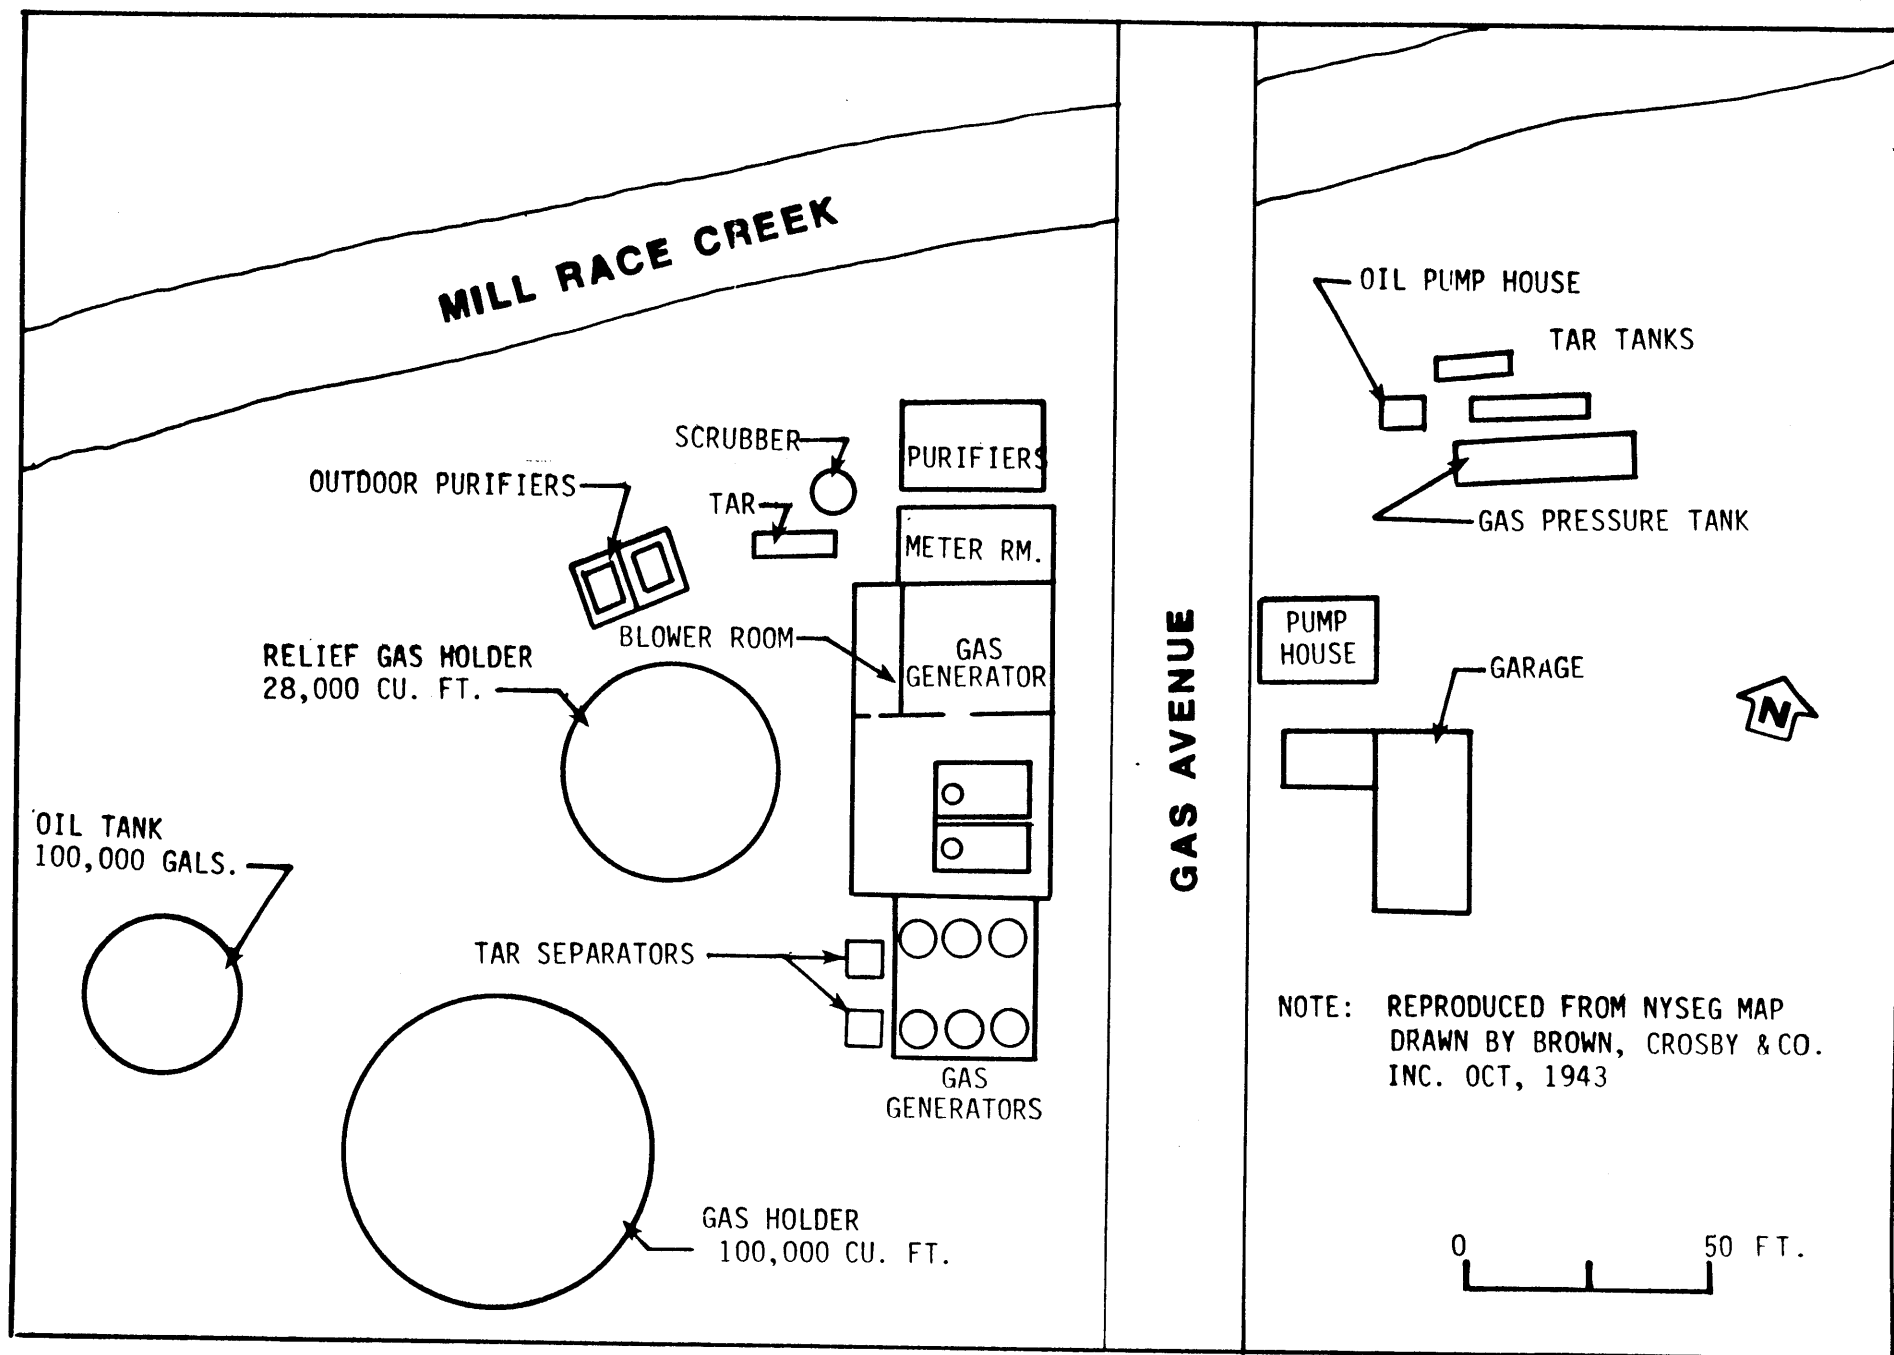 MILL RACE CREEK
OIL PUMP HOUSE
TAR TANKS
SCRUBBER
PURIFIERS
OUTDOOR PURIFIERS
TAR
GAS PRESSURE TANK
METER RM.
BLOWER ROOM
GAS
GENERATOR
PUMP
HOUSE
RELIEF GAS HOLDER
28,000 CU. FT.
GARAGE
GAS AVENUE
N
OIL TANK
100,000 GALS.
TAR SEPARATORS
NOTE: REPRODUCED FROM NYSEG MAP
DRAWN BY BROWN, CROSBY & CO.
INC. OCT, 1943
GAS
GENERATORS
GAS HOLDER
100,000 CU. FT.
0 50 FT.